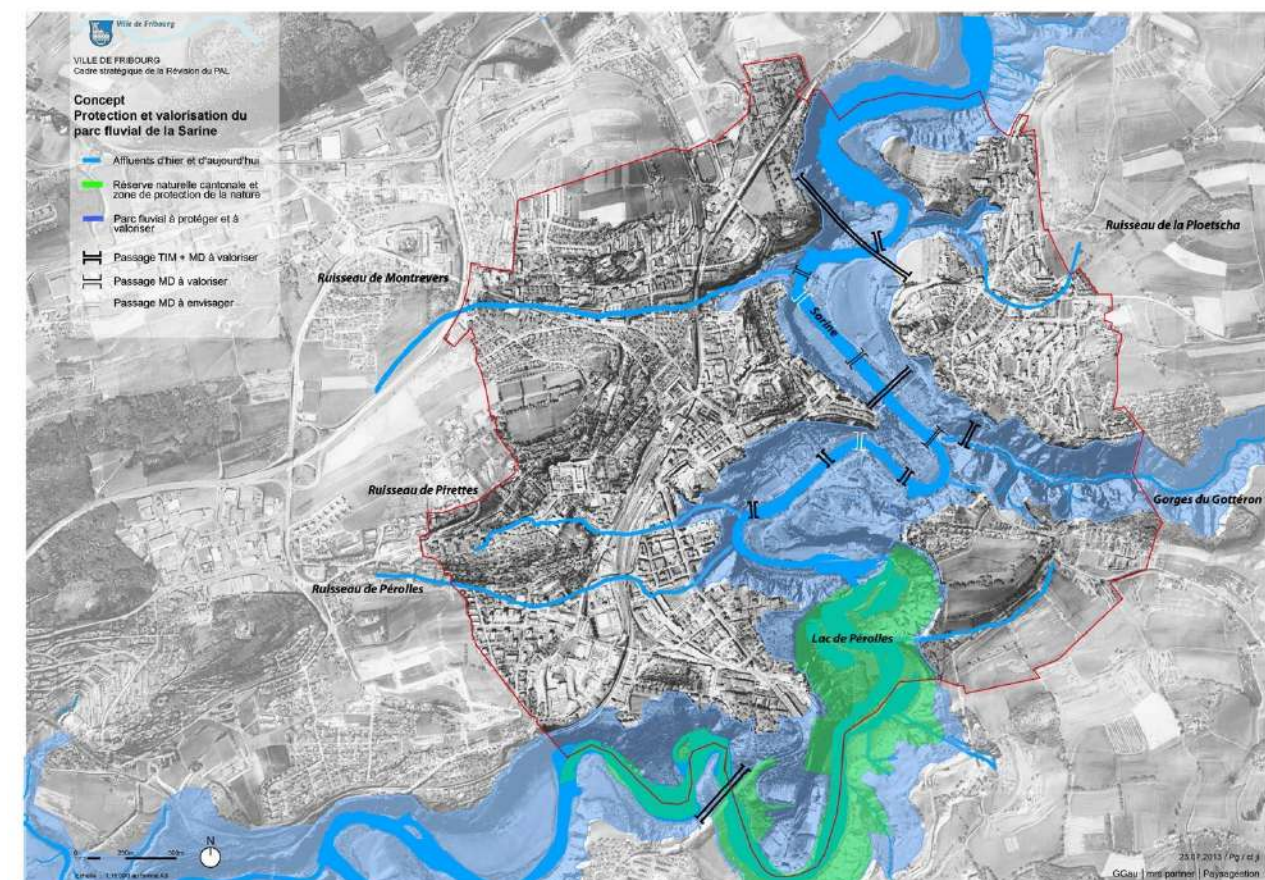 Ville de Fribourg
VILLE DE FRIBOURG
Cadre stratégique de la Révision du PAL
Concept
Protection et valorisation du
parc fluvial de la Sarine
Affluents d'hier et d'aujourd'hui
Réserve naturelle cantonale et
zone de protection de la nature
Parc fluvial à protéger et à
valoriser
Passage TIM + MD à valoriser
Passage MD à valoriser
Passage MD à envisager
Ruisseau de la Ploetscha
Ruisseau de Montrevers
Sarine
Ruisseau de Pirettes
Gorges du Gottéron
Ruisseau de Pérolles
Lac de Pérolles
0 250m 500m
N
GGau | mrs partner | Paysagestion